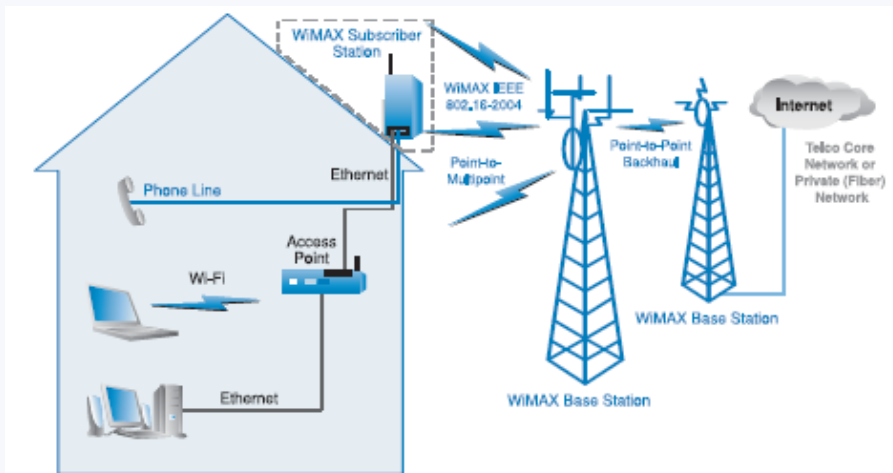 WiMAX Subscriber
Station
WiMAX IEEE
802.16-2004
Internet
Ethernet
Point-to-
Multipoint
Point-to-Point
Backhaul
Telco Core
Network or
Private (Fiber)
Network
Phone Line
Access
Point
Wi-Fi
WiMAX Base Station
Ethernet
WiMAX Base Station